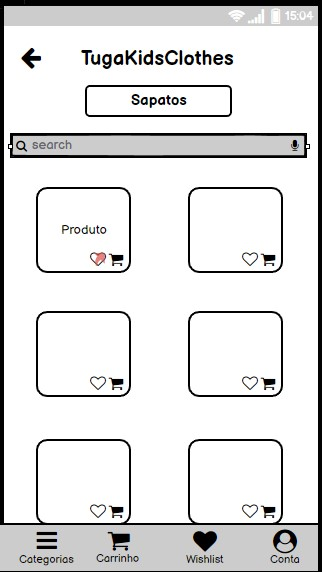 15:04
TugaKidsClothes
Sapatos
search
Produto
Categorias
Carrinho
Wishlist
Conta